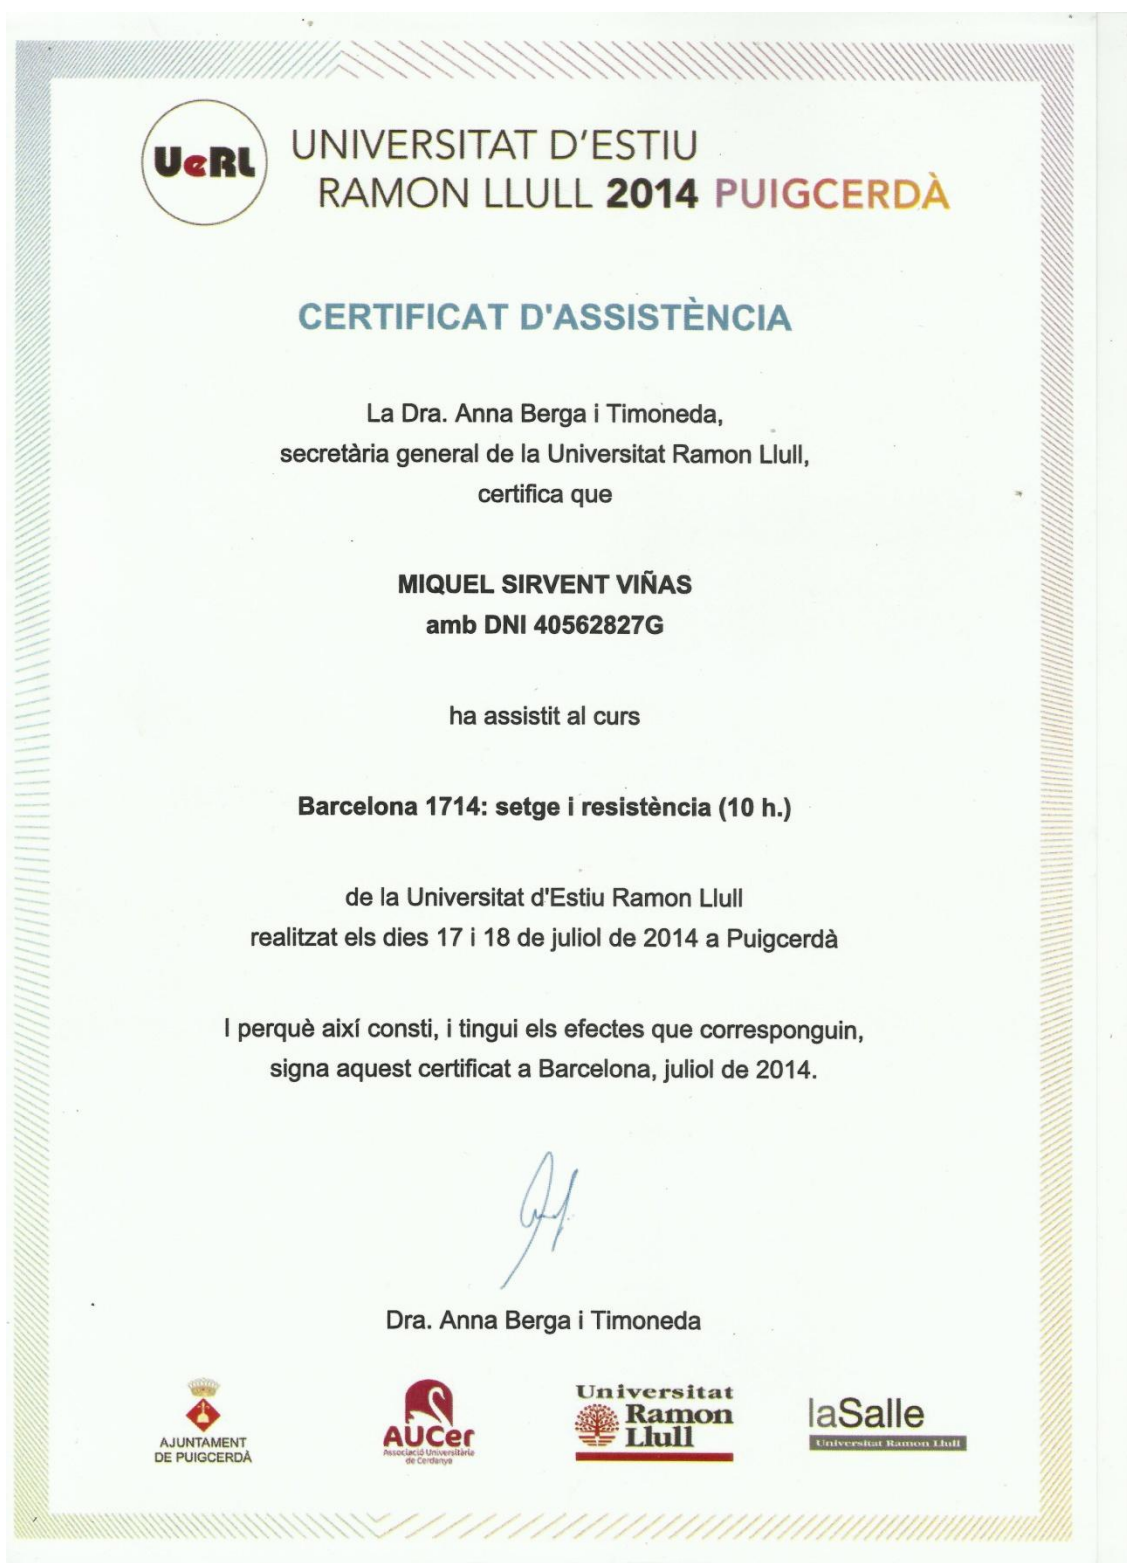 UeRL
UNIVERSITAT D'ESTIU
RAMON LLULL 2014 PUIGCERDÀ
CERTIFICAT D'ASSISTÈNCIA
La Dra. Anna Berga i Timoneda,
secretària general de la Universitat Ramon Llull,
certifica que
MIQUEL SIRVENT VIÑAS
amb DNI 40562827G
ha assistit al curs
Barcelona 1714: setge i resistència (10 h.)
de la Universitat d'Estiu Ramon Llull
realitzat els dies 17 i 18 de juliol de 2014 a Puigcerdà
I perquè així consti, i tingui els efectes que corresponguin,
signa aquest certificat a Barcelona, juliol de 2014.
Dra. Anna Berga i Timoneda
AJUNTAMENT
DE PUIGCERDÀ
AUCer
Associació Universitària
de Cerdanya
Universitat
Ramon
Llull
laSalle
Universitat Ramon Llull